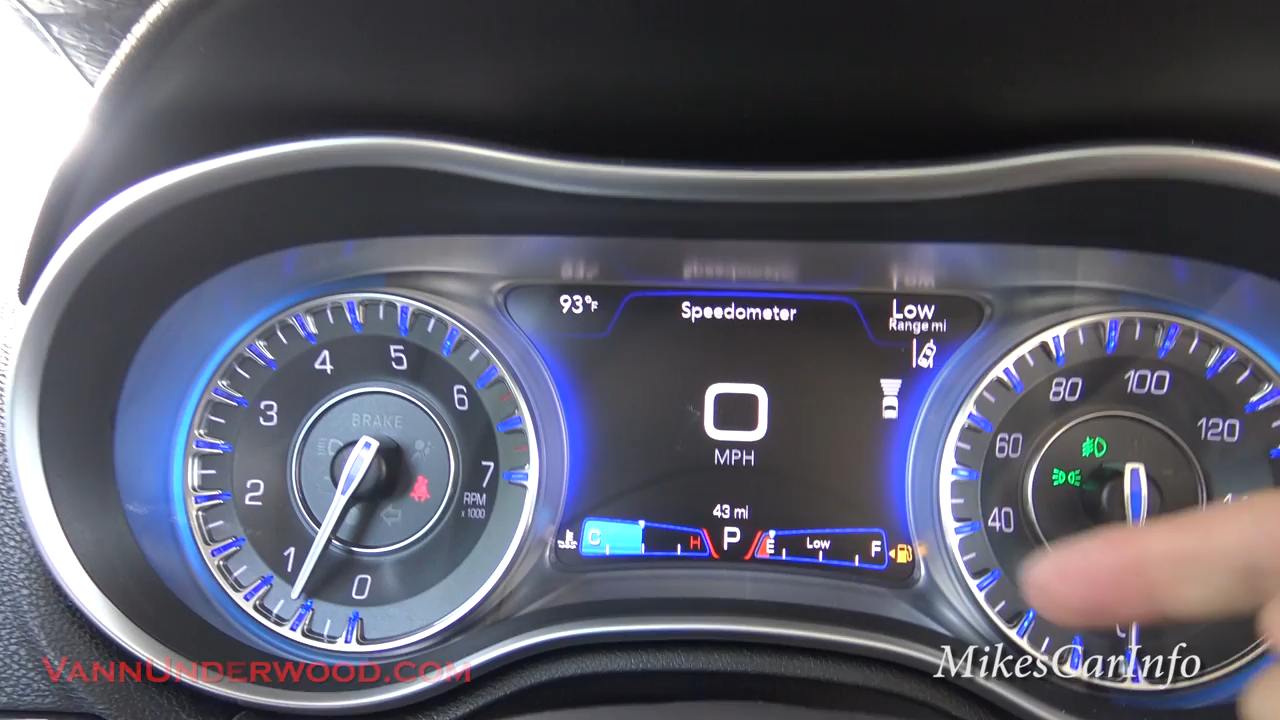 93°F
Speedometer
Low
Range mi
0
MPH
43 mi
C
H
P
E
Low
F
BRAKE
0
1
2
3
4
5
6
7
RPM
x 1000
40
60
80
100
120
VannUnderwood.com
MikesCarInfo